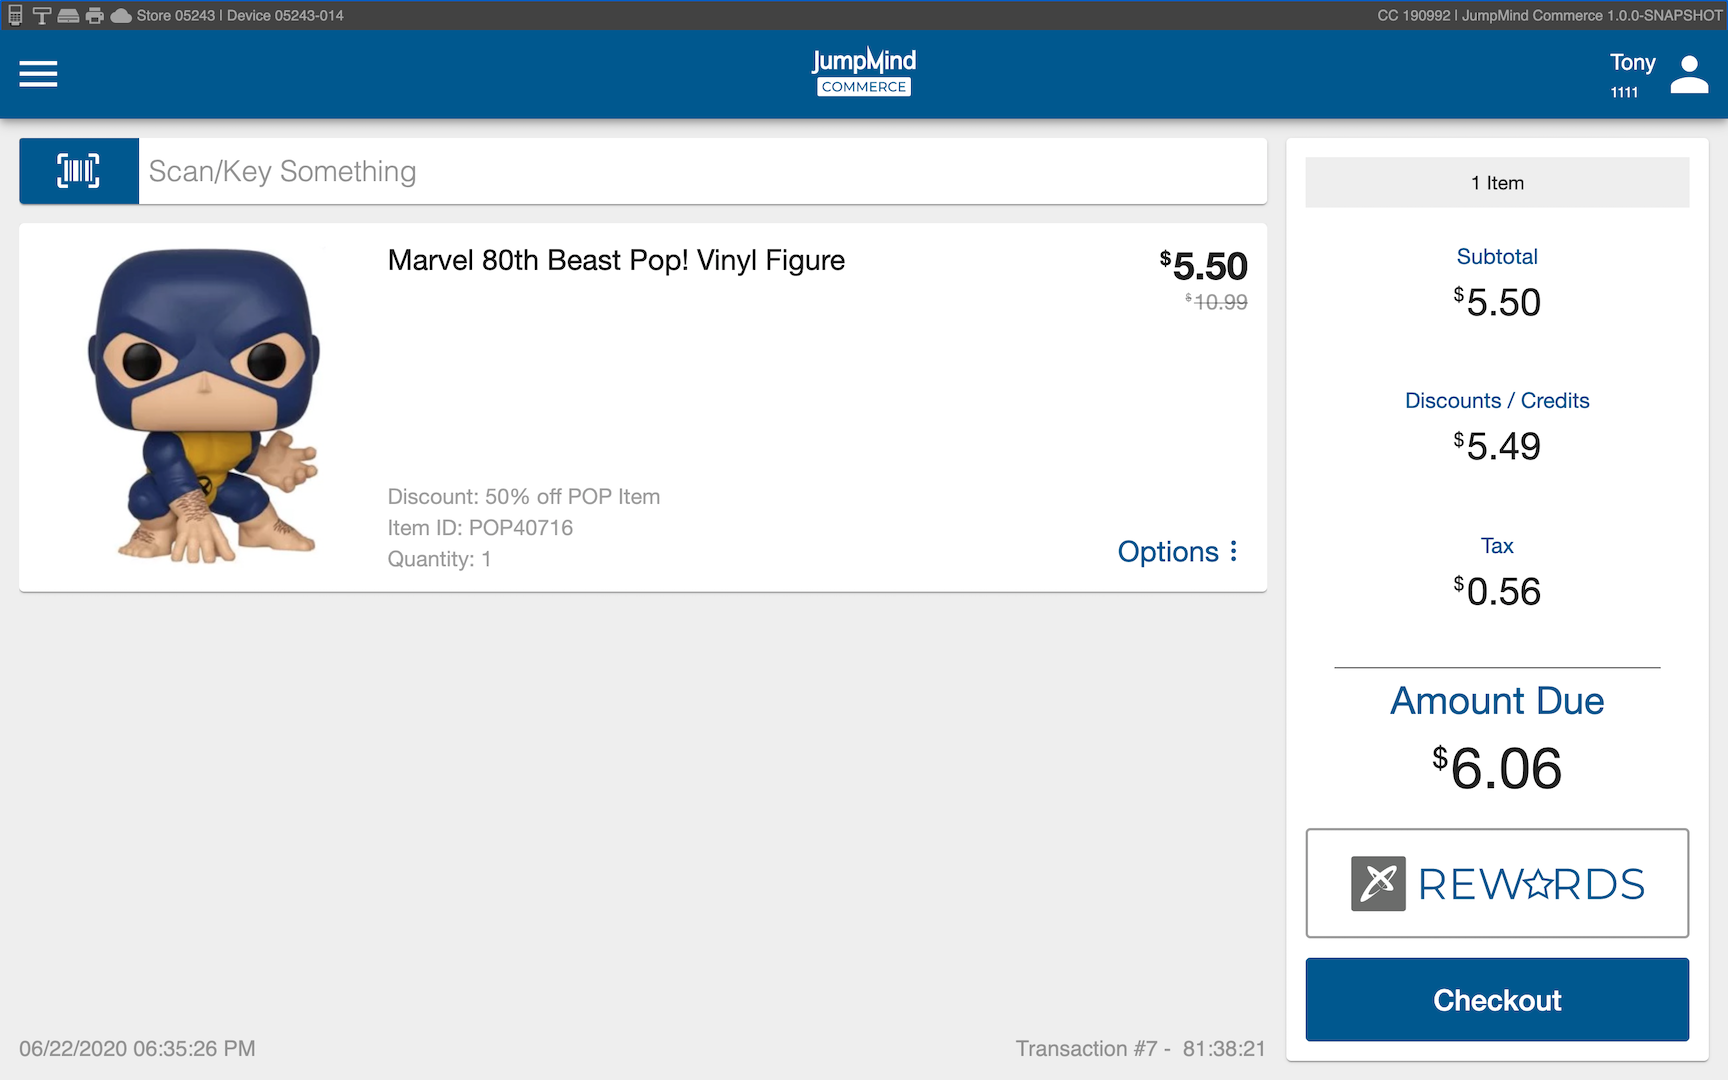 Store 05243 | Device 05243-014
CC 190992 | JumpMind Commerce 1.0.0-SNAPSHOT
JumpMind
COMMERCE
Tony
1111
Scan/Key Something
Marvel 80th Beast Pop! Vinyl Figure
$5.50
$10.99
Discount: 50% off POP Item
Item ID: POP40716
Quantity: 1
Options
1 Item
Subtotal
$5.50
Discounts / Credits
$5.49
Tax
$0.56
Amount Due
$6.06
REWARDS
Checkout
06/22/2020 06:35:26 PM
Transaction #7 - 81:38:21